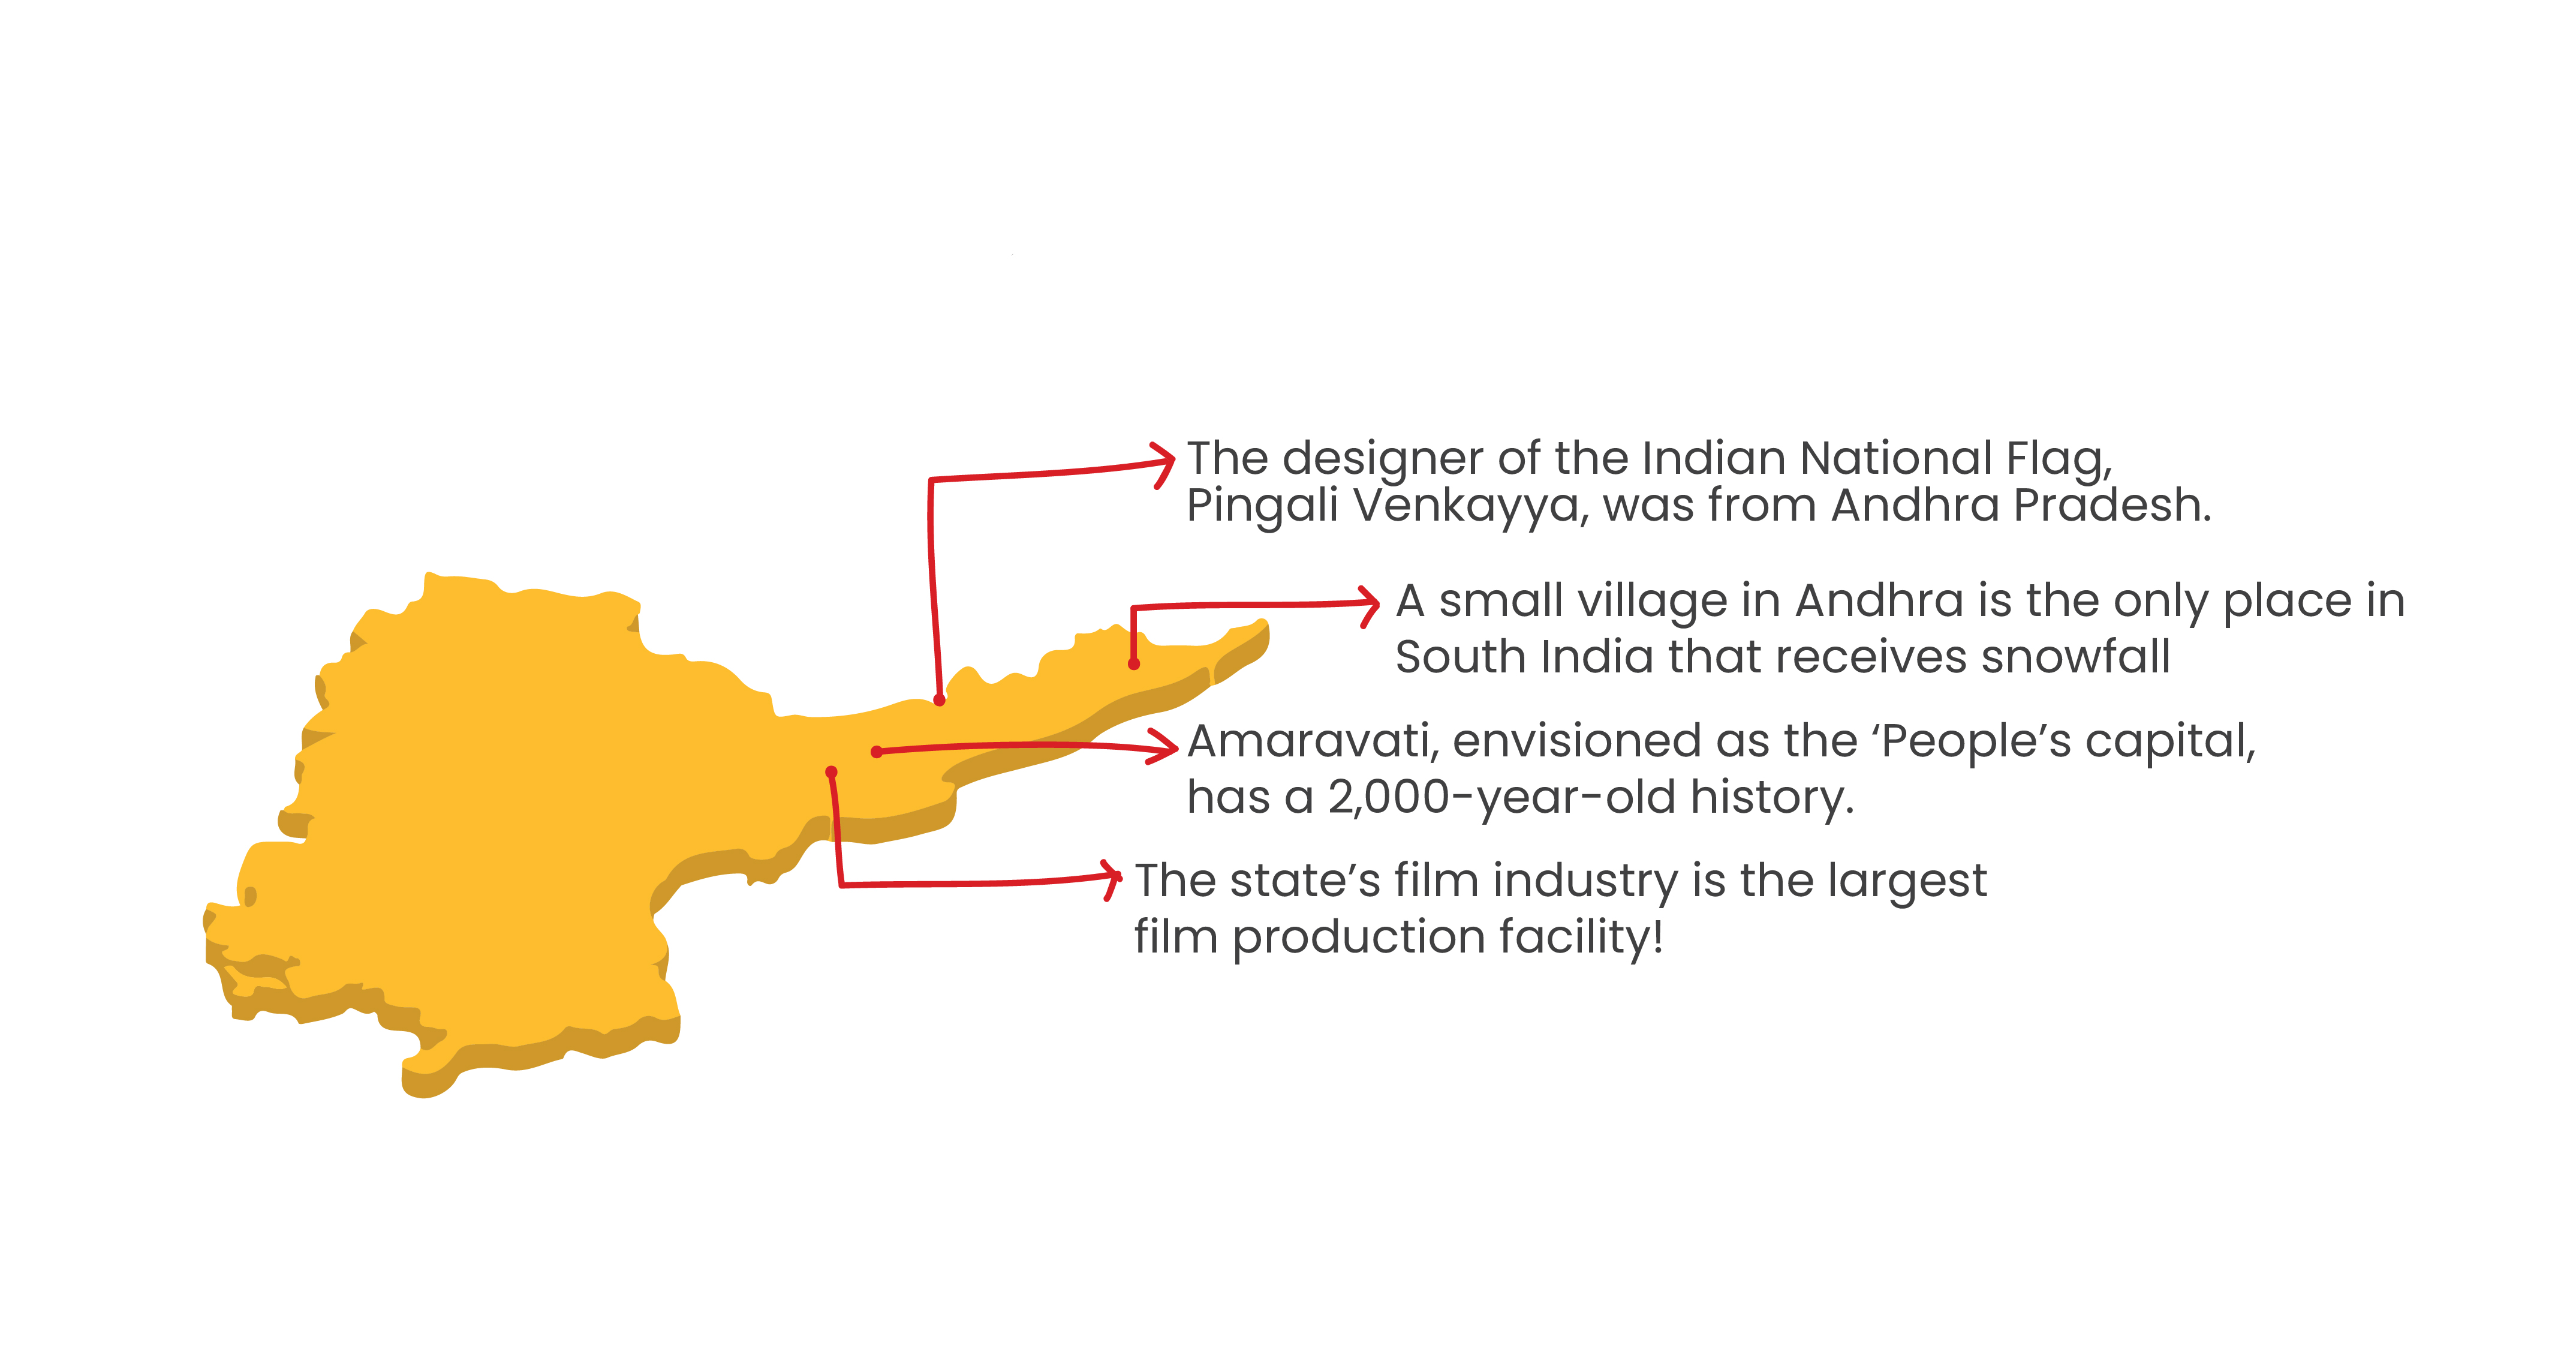 The designer of the Indian National Flag,
Pingali Venkayya, was from Andhra Pradesh.
A small village in Andhra is the only place in
South India that receives snowfall
Amaravati, envisioned as the ‘People’s capital,
has a 2,000-year-old history.
The state’s film industry is the largest
film production facility!